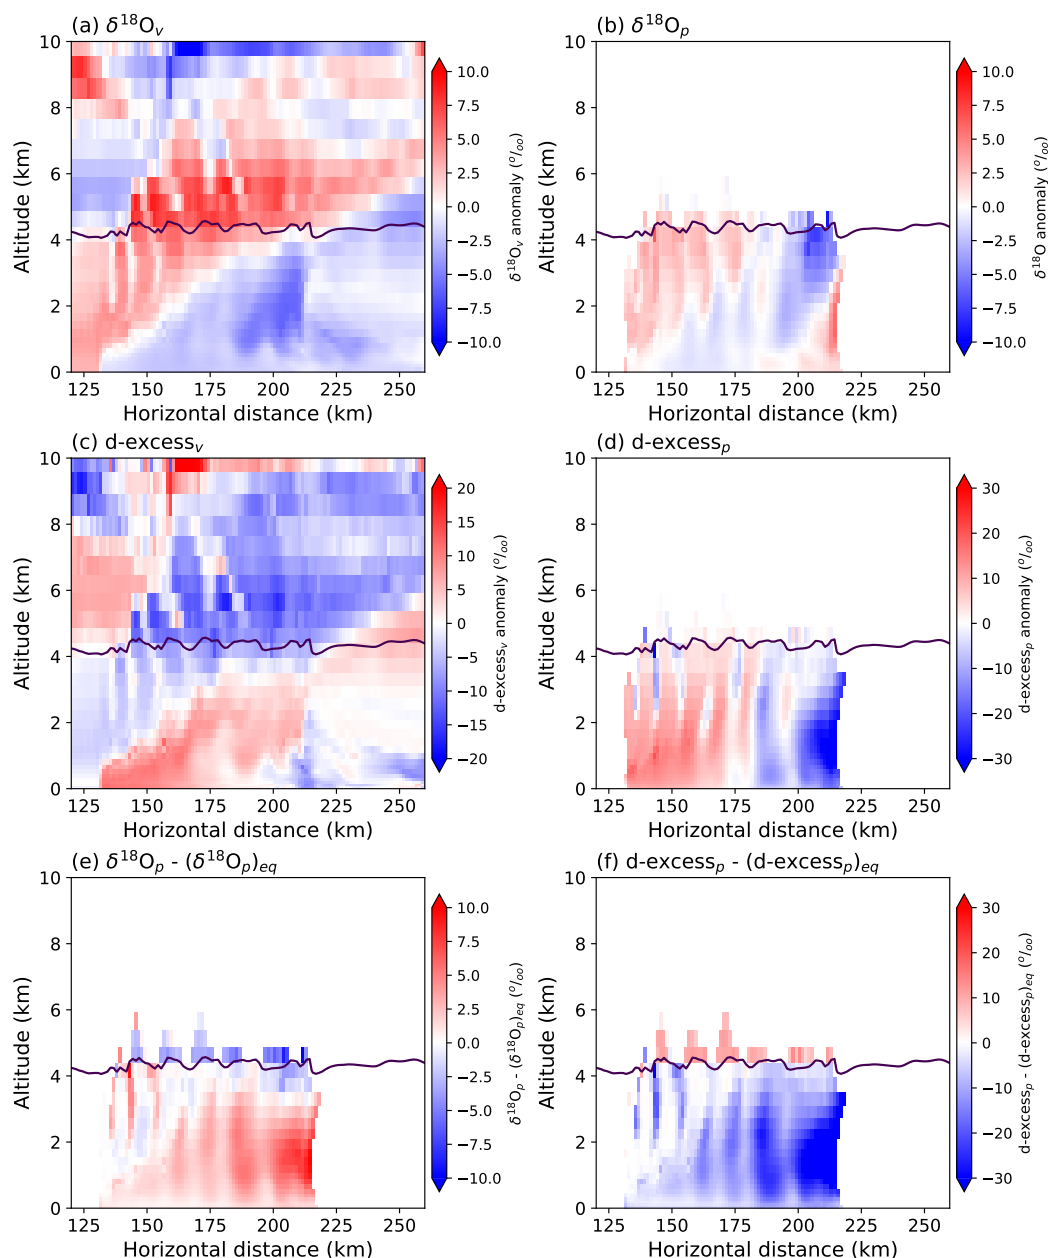 (a) δ¹⁸Oᵥ
10
8
6
4
2
0
Altitude (km)
125 150 175 200 225 250
Horizontal distance (km)
10.0
7.5
5.0
2.5
0.0
−2.5
−5.0
−7.5
−10.0
δ¹⁸Oᵥ anomaly (º/ₒₒ)
(b) δ¹⁸Oₚ
10
8
6
4
2
0
Altitude (km)
125 150 175 200 225 250
Horizontal distance (km)
10.0
7.5
5.0
2.5
0.0
−2.5
−5.0
−7.5
−10.0
δ¹⁸O anomaly (º/ₒₒ)
(c) d-excessᵥ
10
8
6
4
2
0
Altitude (km)
125 150 175 200 225 250
Horizontal distance (km)
20
15
10
5
0
−5
−10
−15
−20
d-excessᵥ anomaly (º/ₒₒ)
(d) d-excessₚ
10
8
6
4
2
0
Altitude (km)
125 150 175 200 225 250
Horizontal distance (km)
30
20
10
0
−10
−20
−30
d-excessₚ anomaly (º/ₒₒ)
(e) δ¹⁸Oₚ - (δ¹⁸Oₚ)eq
10
8
6
4
2
0
Altitude (km)
125 150 175 200 225 250
Horizontal distance (km)
10.0
7.5
5.0
2.5
0.0
−2.5
−5.0
−7.5
−10.0
δ¹⁸Oₚ - (δ¹⁸Oₚ)eq (º/ₒₒ)
(f) d-excessₚ - (d-excessₚ)eq
10
8
6
4
2
0
Altitude (km)
125 150 175 200 225 250
Horizontal distance (km)
30
20
10
0
−10
−20
−30
d-excessₚ - (d-excessₚ)eq (º/ₒₒ)